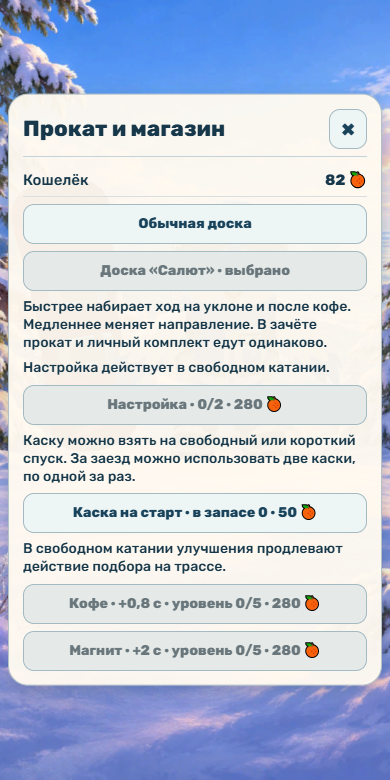 Прокат и магазин
Кошелёк 82
Обычная доска
Доска «Салют» • выбрано
Быстрее набирает ход на уклоне и после кофе.
Медленнее меняет направление. В зачёте
прокат и личный комплект едут одинаково.
Настройка действует в свободном катании.
Настройка • 0/2 • 280
Каску можно взять на свободный или короткий
спуск. За заезд можно использовать две каски,
по одной за раз.
Каска на старт • в запасе 0 • 50
В свободном катании улучшения продлевают
действие подбора на трассе.
Кофе • +0,8 с • уровень 0/5 • 280
Магнит • +2 с • уровень 0/5 • 280